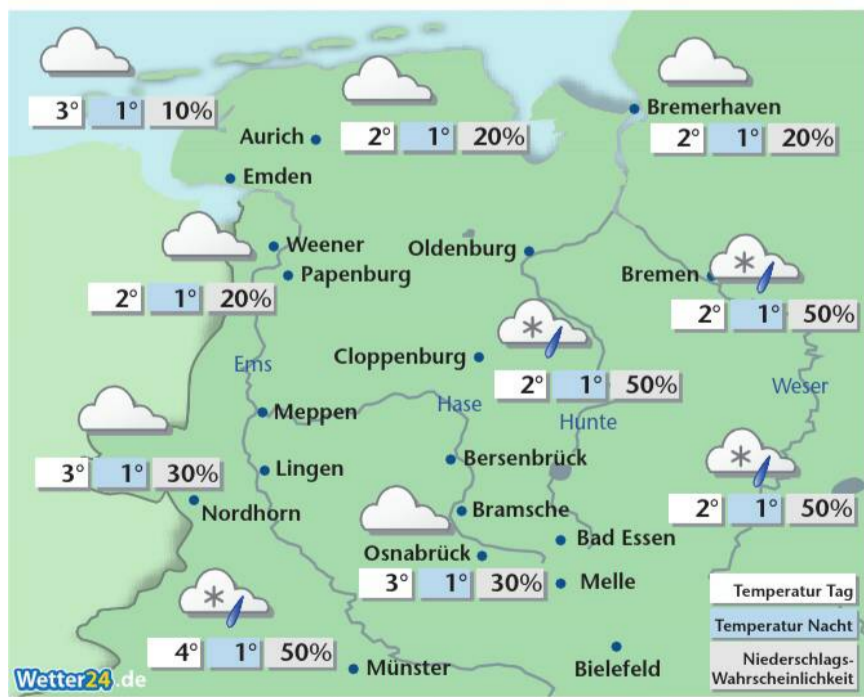 3° 1° 10%
Aurich
2° 1° 20%
Bremerhaven
2° 1° 20%
Emden
Weener
Papenburg
2° 1° 20%
Oldenburg
Bremen
2° 1° 50%
Cloppenburg
2° 1° 50%
Ems
Weser
Hase
Hunte
Meppen
3° 1° 30%
Lingen
Nordhorn
Bersenbrück
Bramsche
2° 1° 50%
Osnabrück
3° 1° 30%
Bad Essen
Melle
4° 1° 50%
Münster
Bielefeld
Temperatur Tag
Temperatur Nacht
Niederschlags-
Wahrscheinlichkeit
Wetter24.de